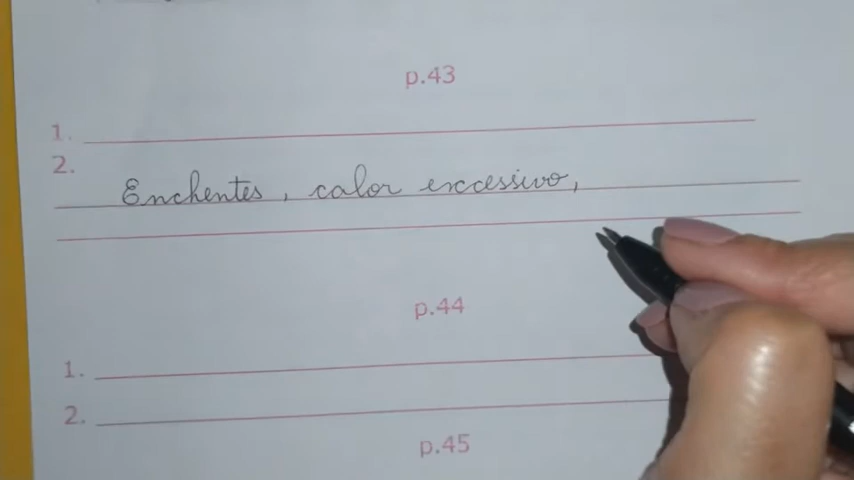 p.43
1.
2.
Enchentes, calor excessivo,
p.44
1.
2.
p.45